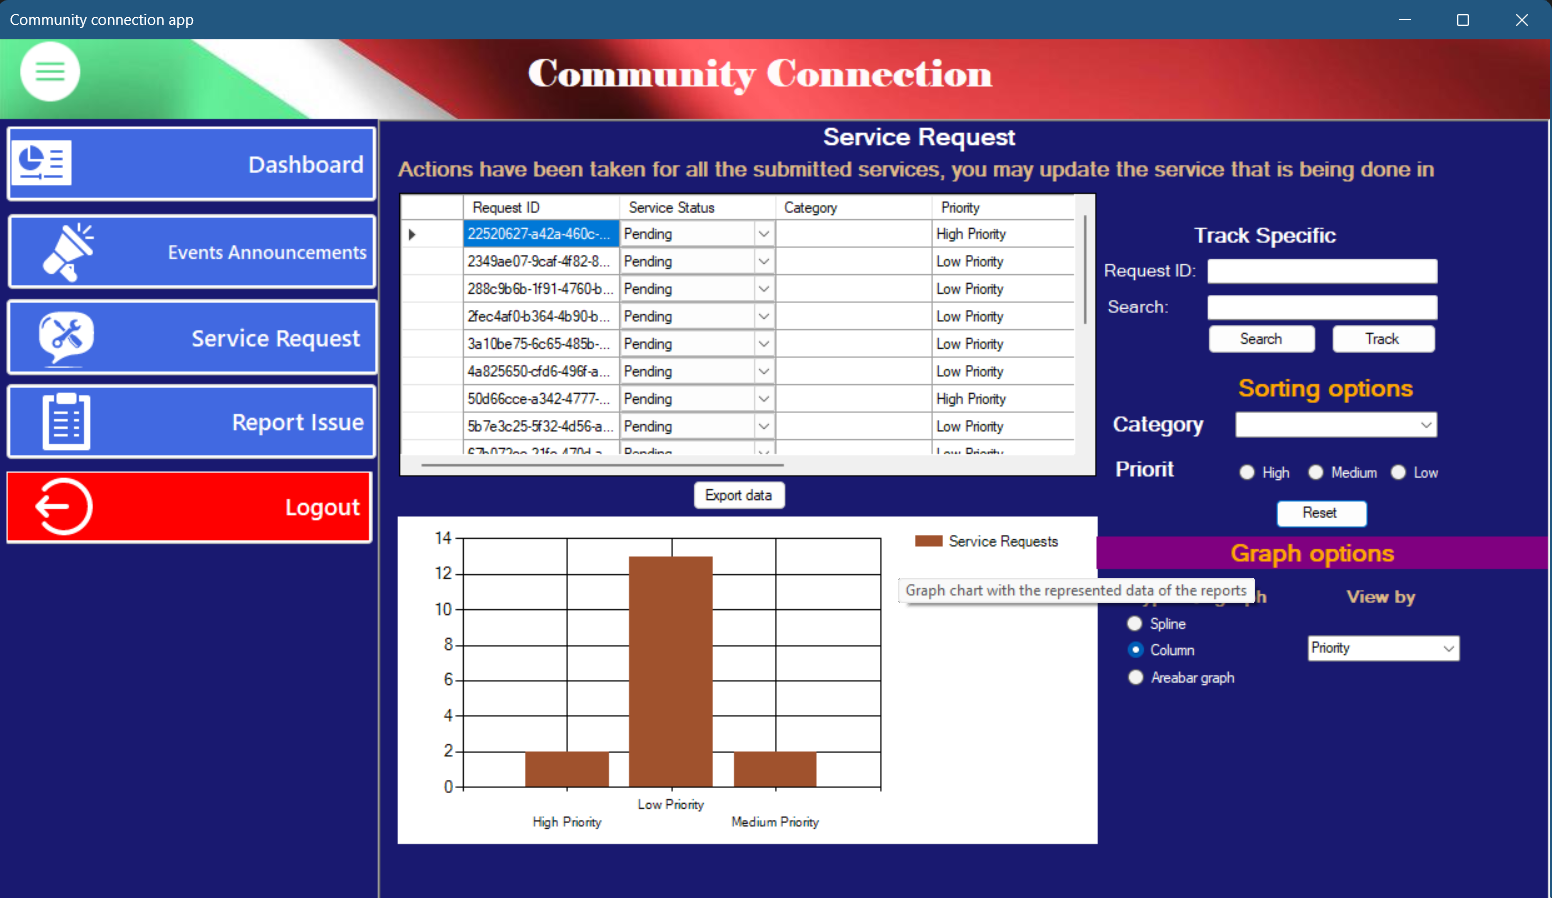 Community connection app
Community Connection
Dashboard
Events Announcements
Service Request
Report Issue
Logout
Service Request
Actions have been taken for all the submitted services, you may update the service that is being done in
Request ID Service Status Category Priority
22520627-a42a-460c-... Pending High Priority
2349ae07-9caf-4f82-8... Pending Low Priority
288c9b6b-1f91-4760-b... Pending Low Priority
2fec4af0-b364-4b90-b... Pending Low Priority
3a10be75-6c65-485b-... Pending Low Priority
4a825650-cfd6-496f-a... Pending Low Priority
50d66cce-a342-4777-... Pending High Priority
5b7e3c25-5f32-4d56-a... Pending Low Priority
Pending Low Priority
Export data
Track Specific
Request ID:
Search:
Search Track
Sorting options
Category
Priorit High Medium Low
Reset
Graph options
View by
Spline
Column
Areabar graph
Priority
Graph chart with the represented data of the reports
Service Requests
14
12
10
8
6
4
2
0
High Priority
Low Priority
Medium Priority